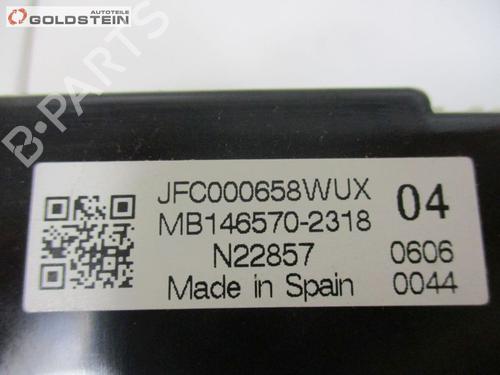 AUTOTEILE
GOLDSTEIN
B-PARTS
JFC000658WUX 04
MB146570-2318
N22857 0606
Made in Spain 0044